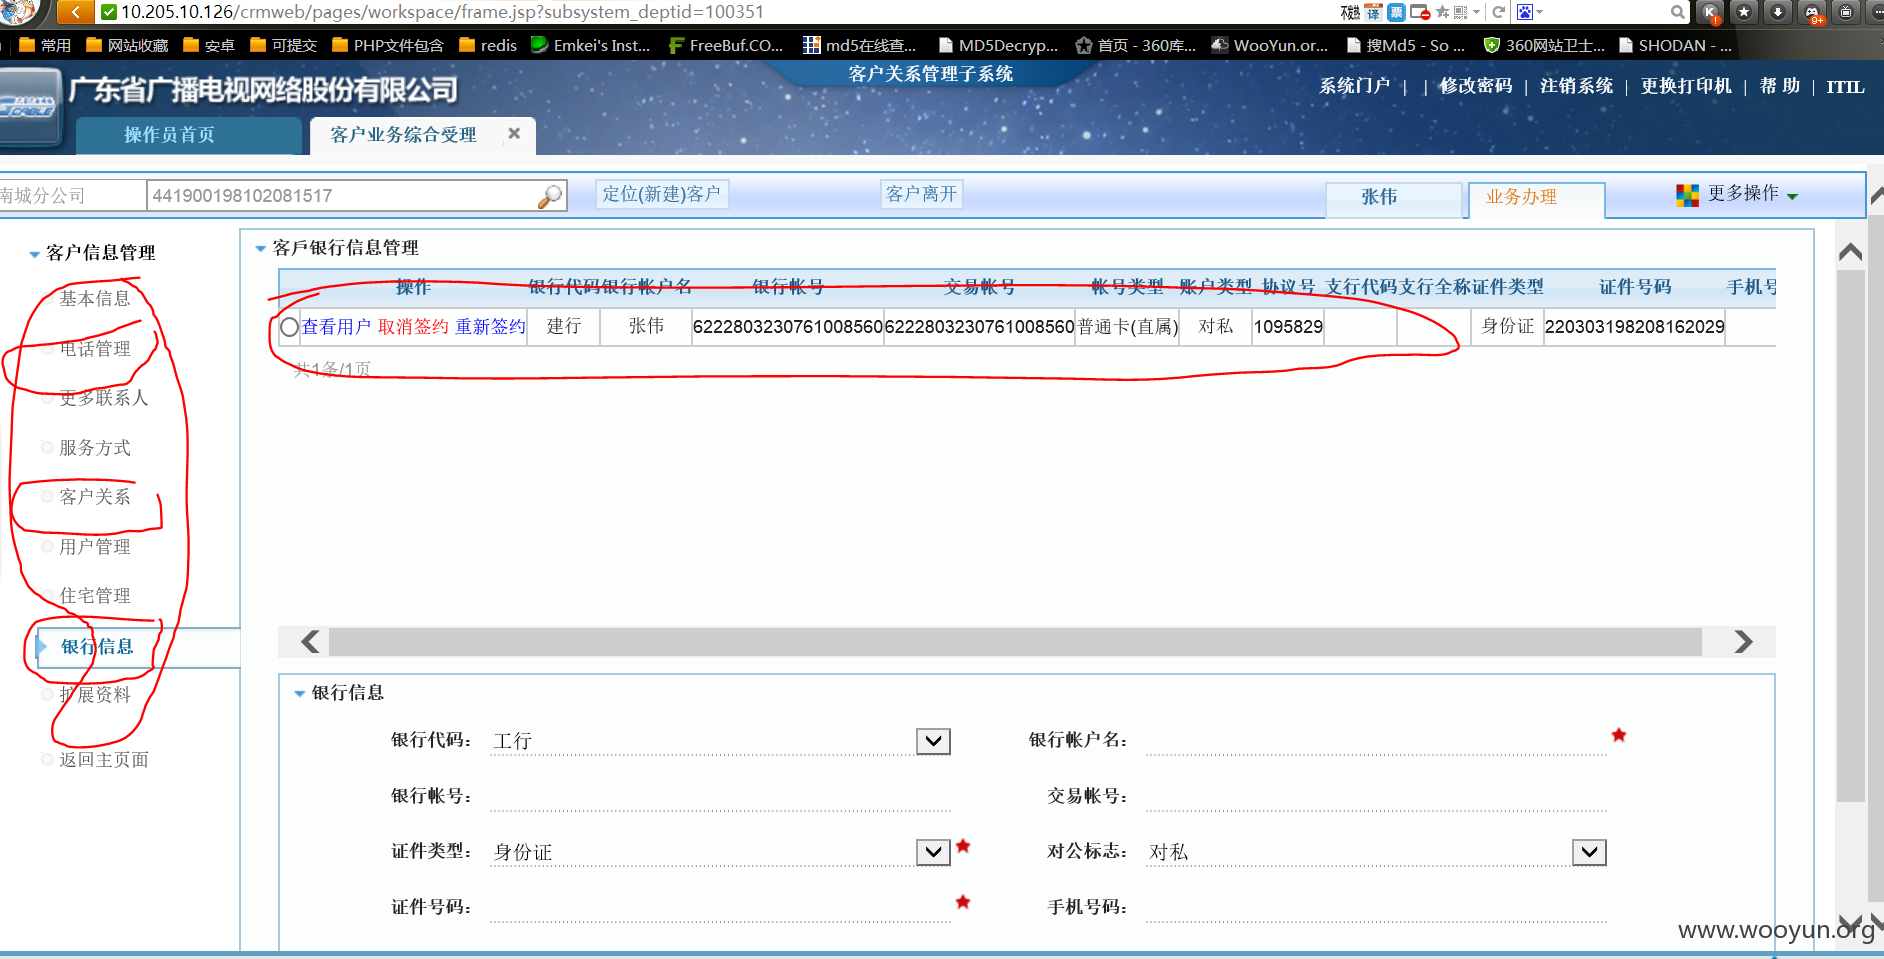 10.205.10.126/crmweb/pages/workspace/frame.jsp?subsystem_deptid=100351
常用 网站收藏 安卓 可提交 PHP文件包含 redis Emkei's Inst... FreeBuf.CO... md5在线查... MD5Decryp... 首页 - 360库... WooYun.or... 搜Md5 - So ... 360网站卫士... SHODAN - ...
广东省广播电视网络股份有限公司
客户关系管理子系统
系统门户 | | 修改密码 | 注销系统 | 更换打印机 | 帮 助 | ITIL
操作员首页 客户业务综合受理
南城分公司 441900198102081517 定位(新建)客户 客户离开 张伟 业务办理 更多操作
客户信息管理
基本信息
电话管理
更多联系人
服务方式
客户关系
用户管理
住宅管理
银行信息
扩展资料
返回主页面
客户银行信息管理
操作 银行代码 银行帐户名 银行帐号 交易帐号 帐号类型 账户类型 协议号 支行代码 支行全称 证件类型 证件号码 手机号
查看用户 取消签约 重新签约 建行 张伟 6222803230761008560 6222803230761008560 普通卡(直属) 对私 1095829 身份证 220303198208162029
共1条/1页
银行信息
银行代码： 工行 银行帐户名：
银行帐号： 交易帐号：
证件类型： 身份证 对公标志： 对私
证件号码： 手机号码：
www.wooyun.org